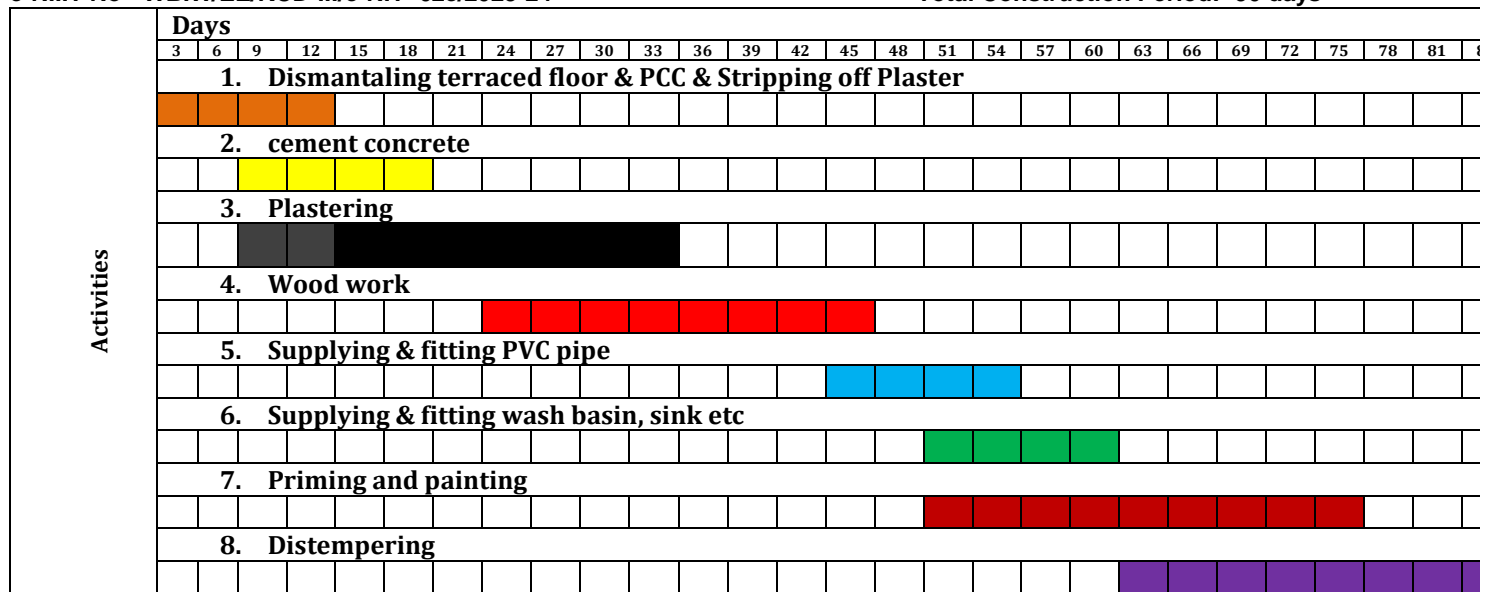 Days
3 6 9 12 15 18 21 24 27 30 33 36 39 42 45 48 51 54 57 60 63 66 69 72 75 78 81
1. Dismantaling terraced floor & PCC & Stripping off Plaster
2. cement concrete
3. Plastering
4. Wood work
5. Supplying & fitting PVC pipe
6. Supplying & fitting wash basin, sink etc
7. Priming and painting
8. Distempering
Activities